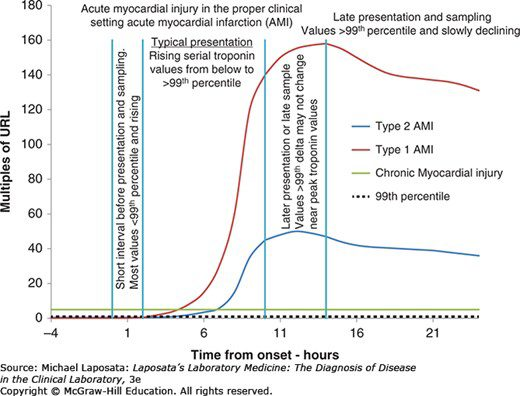 Acute myocardial injury in the proper clinical
setting acute myocardial infarction (AMI)
Late presentation and sampling
Values >99th percentile and slowly declining
Typical presentation
Rising serial troponin
values from below to
>99th percentile
Short interval before presentation and sampling.
Most values <99th percentile and rising
Later presentation or late sample
Values >99th delta may not change
near peak troponin values
Type 2 AMI
Type 1 AMI
Chronic Myocardial injury
99th percentile
Multiples of URL
180
160
140
120
100
80
60
40
20
0
−4
1
6
11
16
21
Time from onset - hours
Source: Michael Laposata: Laposata's Laboratory Medicine: The Diagnosis of Disease
in the Clinical Laboratory, 3e
Copyright © McGraw-Hill Education. All rights reserved.